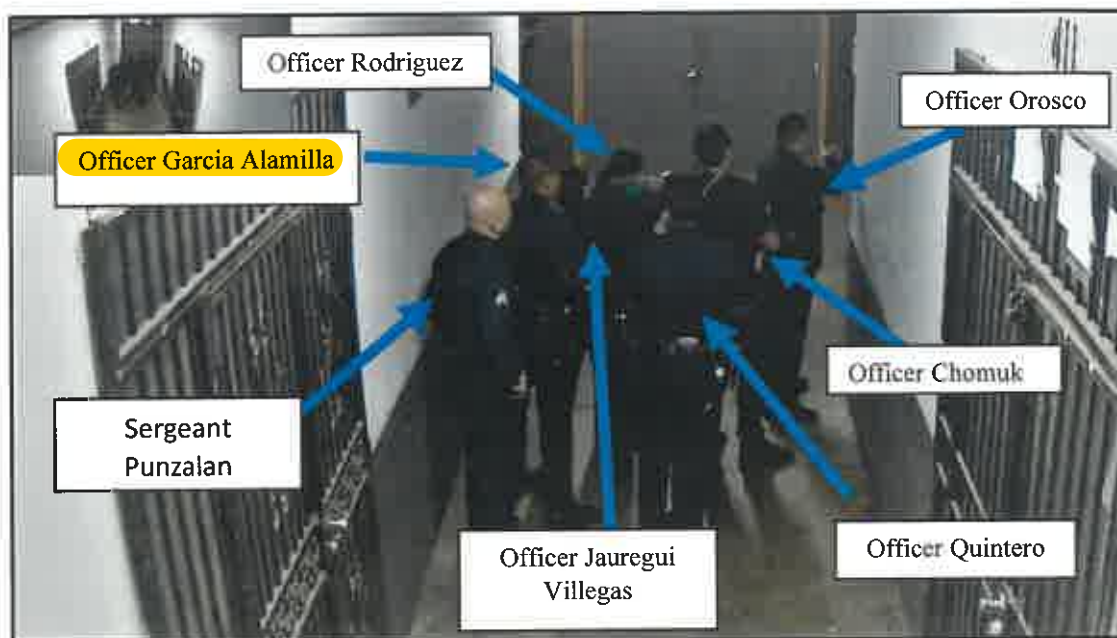 Officer Rodriguez
Officer Orosco
Officer Garcia Alamilla
Officer Chomuk
Sergeant
Punzalan
Officer Jauregui
Villegas
Officer Quintero